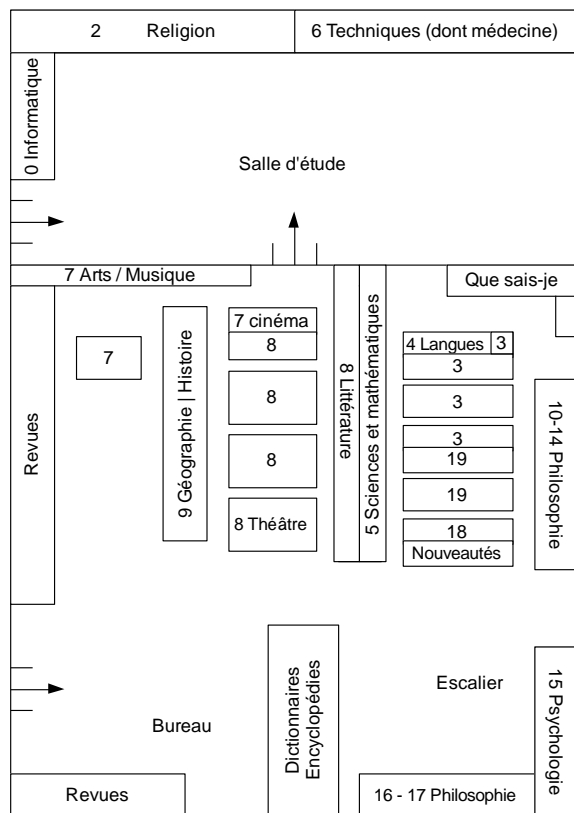 2 Religion
6 Techniques (dont médecine)
0 Informatique
Salle d'étude
7 Arts / Musique
Que sais-je
Revues
7
9 Géographie | Histoire
7 cinéma
8
8
8
8 Théâtre
8 Littérature
5 Sciences et mathématiques
4 Langues
3
3
3
3
19
19
18
Nouveautés
10-14 Philosophie
Bureau
Dictionnaires
Encyclopédies
Escalier
15 Psychologie
Revues
16 - 17 Philosophie